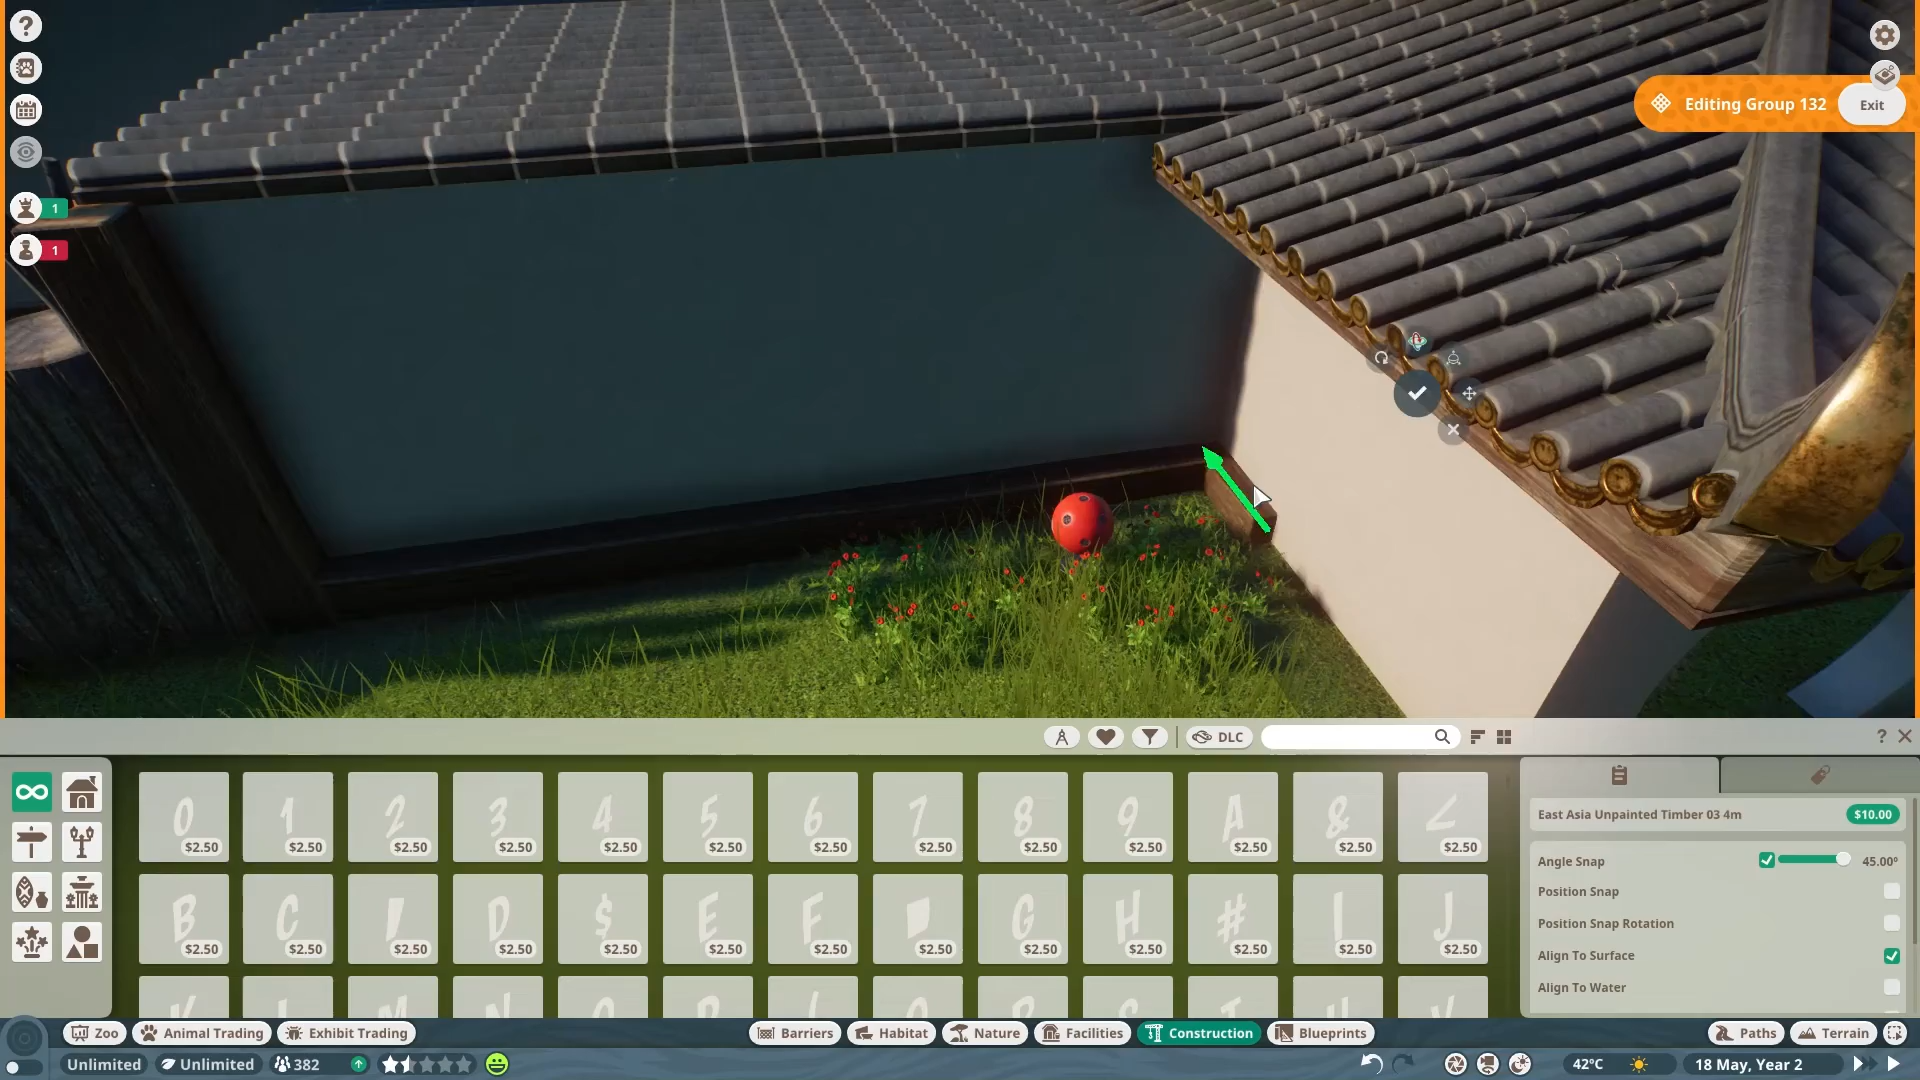 ?
Editing Group 132
Exit
1
1
DLC
?
0 1 2 3 4 5 6 7 8 9 A & ∠
$2.50 $2.50 $2.50 $2.50 $2.50 $2.50 $2.50 $2.50 $2.50 $2.50 $2.50 $2.50 $2.50
B C D $ E F G H # I J
$2.50 $2.50 $2.50 $2.50 $2.50 $2.50 $2.50 $2.50 $2.50 $2.50 $2.50 $2.50 $2.50
East Asia Unpainted Timber 03 4m
$10.00
Angle Snap
45.00°
Position Snap
Position Snap Rotation
Align To Surface
Align To Water
Zoo
Animal Trading
Exhibit Trading
Barriers
Habitat
Nature
Facilities
Construction
Blueprints
Paths
Terrain
Unlimited
Unlimited
382
42°C
18 May, Year 2